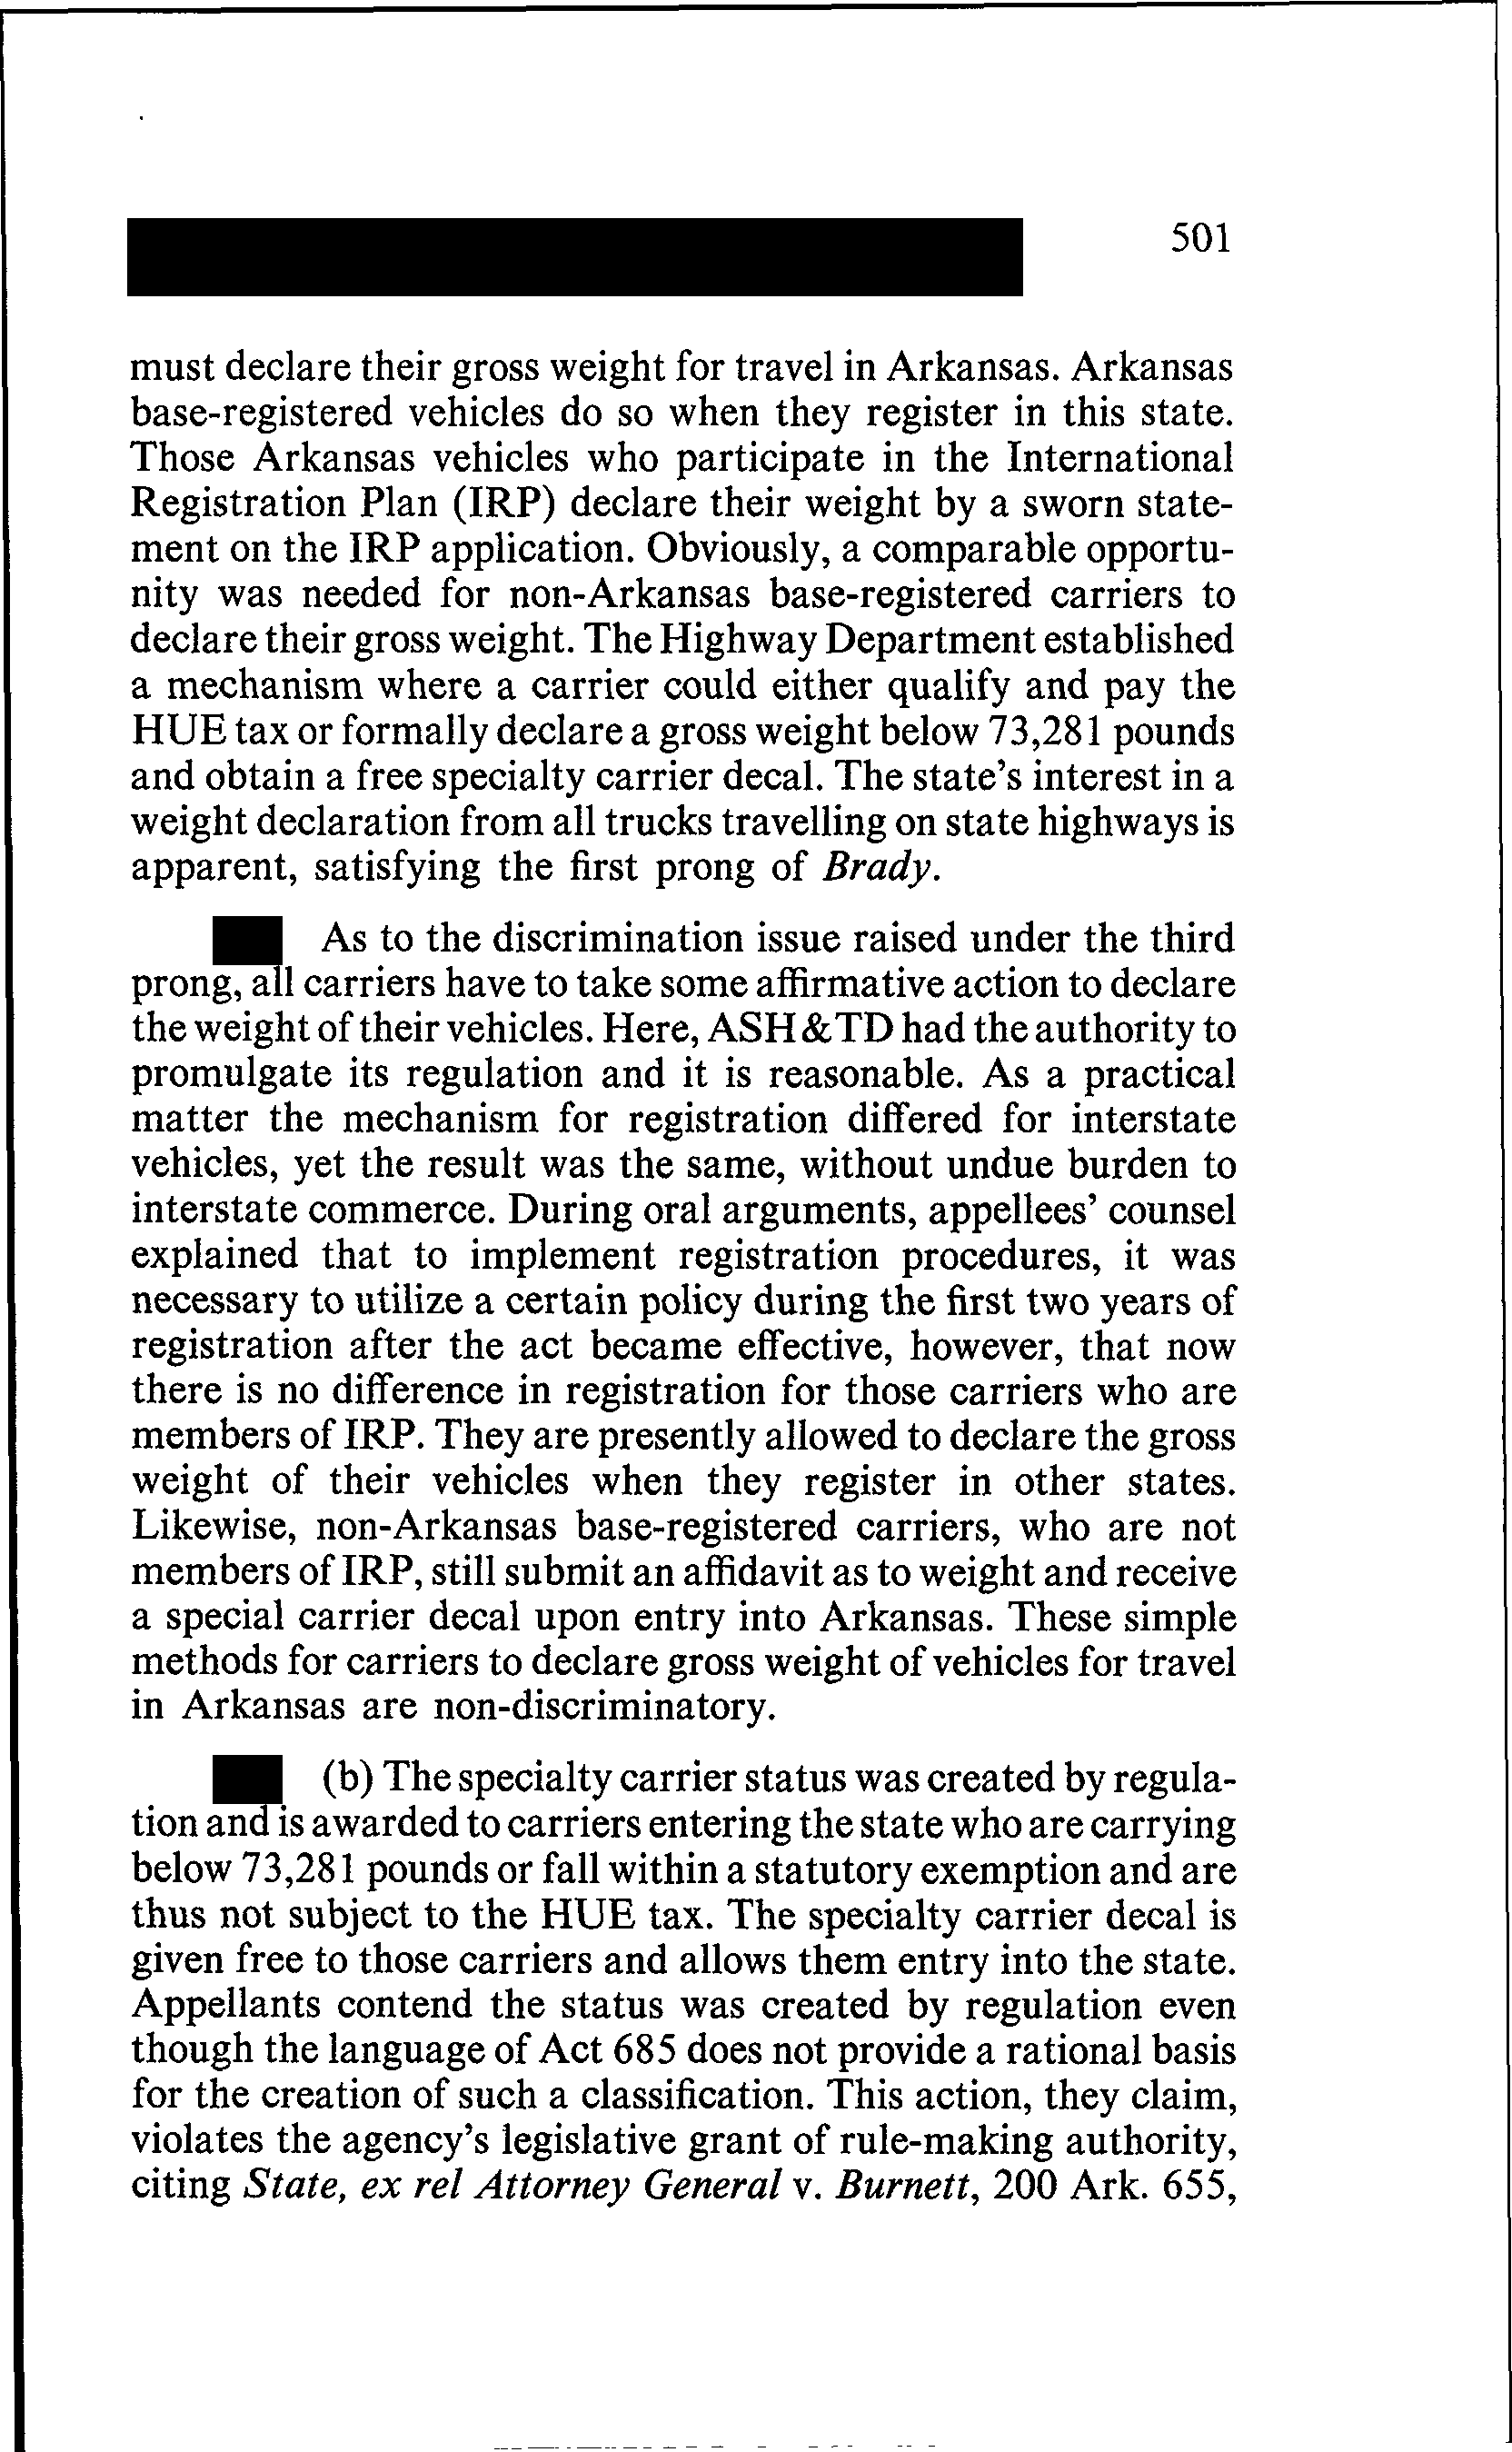 501
must declare their gross weight for travel in Arkansas. Arkansas
base-registered vehicles do so when they register in this state.
Those Arkansas vehicles who participate in the International
Registration Plan (IRP) declare their weight by a sworn state-
ment on the IRP application. Obviously, a comparable opportu-
nity was needed for non-Arkansas base-registered carriers to
declare their gross weight. The Highway Department established
a mechanism where a carrier could either qualify and pay the
HUE tax or formally declare a gross weight below 73,281 pounds
and obtain a free specialty carrier decal. The state's interest in a
weight declaration from all trucks travelling on state highways is
apparent, satisfying the first prong of Brady.
As to the discrimination issue raised under the third
prong, all carriers have to take some affirmative action to declare
the weight of their vehicles. Here, ASH&TD had the authority to
promulgate its regulation and it is reasonable. As a practical
matter the mechanism for registration differed for interstate
vehicles, yet the result was the same, without undue burden to
interstate commerce. During oral arguments, appellees' counsel
explained that to implement registration procedures, it was
necessary to utilize a certain policy during the first two years of
registration after the act became effective, however, that now
there is no difference in registration for those carriers who are
members of IRP. They are presently allowed to declare the gross
weight of their vehicles when they register in other states.
Likewise, non-Arkansas base-registered carriers, who are not
members of IRP, still submit an affidavit as to weight and receive
a special carrier decal upon entry into Arkansas. These simple
methods for carriers to declare gross weight of vehicles for travel
in Arkansas are non-discriminatory.
(b) The specialty carrier status was created by regula-
tion and is awarded to carriers entering the state who are carrying
below 73,281 pounds or fall within a statutory exemption and are
thus not subject to the HUE tax. The specialty carrier decal is
given free to those carriers and allows them entry into the state.
Appellants contend the status was created by regulation even
though the language of Act 685 does not provide a rational basis
for the creation of such a classification. This action, they claim,
violates the agency's legislative grant of rule-making authority,
citing State, ex rel Attorney General v. Burnett, 200 Ark. 655,